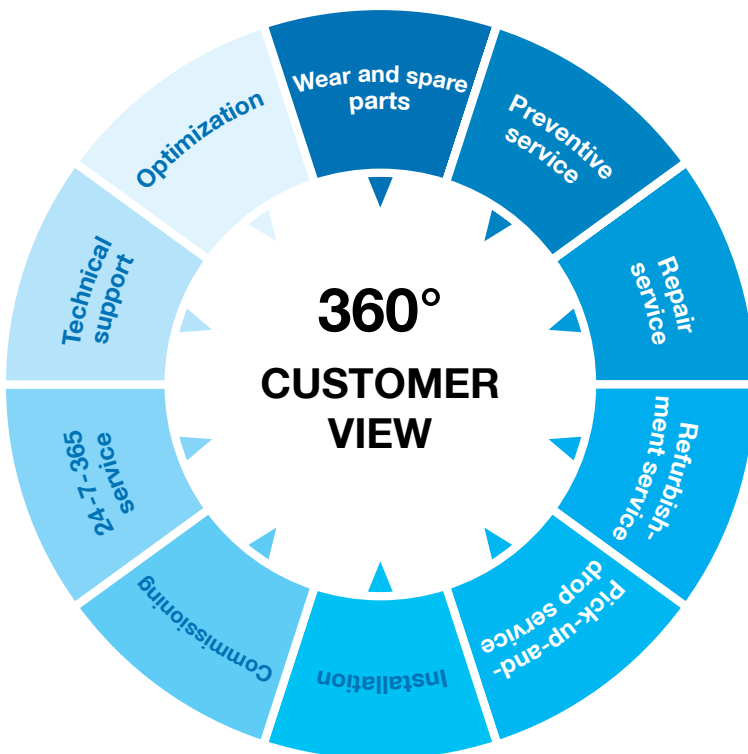 Wear and spare
parts
Preventive
service
Repair
service
Refurbish-
ment service
Pick-up-and-
drop service
Installation
Commissioning
24-7-365
service
Technical
support
Optimization
360°
CUSTOMER
VIEW